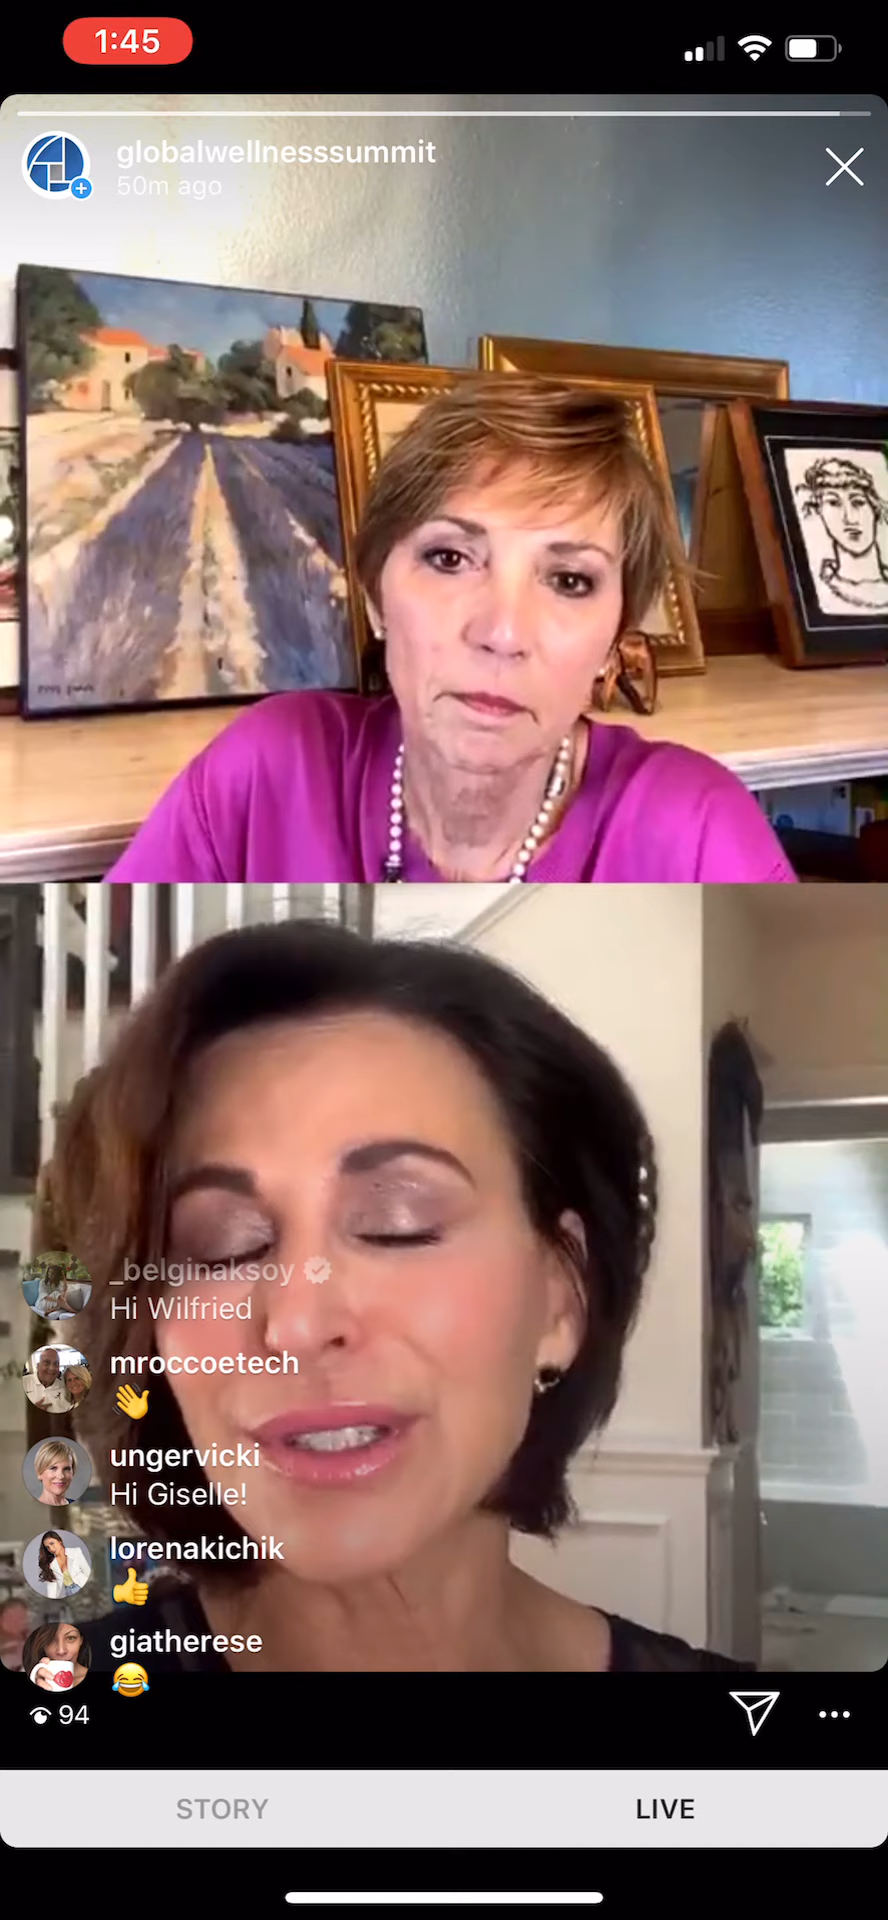 1:45
globalwellnesssummit
50m ago
_belginaksoy
Hi Wilfried
mroccoetech
👋
ungervicki
Hi Giselle!
lorenakichik
👍
giatherese
😂
94
STORY
LIVE